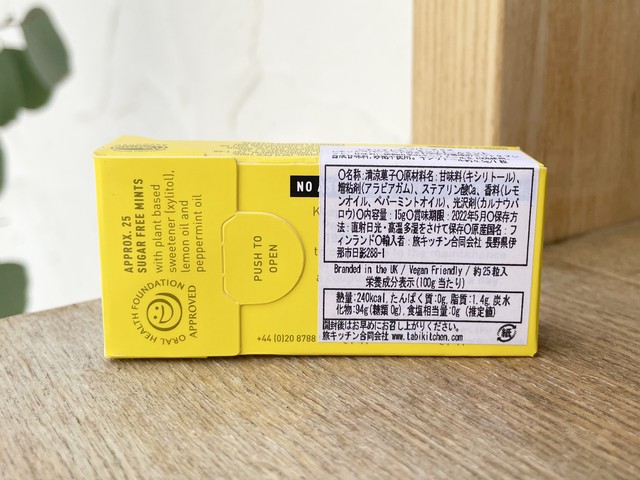 APPROX. 25
SUGAR FREE MINTS
with plant based
sweetener (xylitol),
lemon oil and
peppermint oil
ORAL HEALTH FOUNDATION
APPROVED
PUSH TO
OPEN
NO
+44 (0)20 8788
〇名称:清涼菓子〇原材料名:甘味料(キシリトール)、
増粘剤(アラビアガム)、ステアリン酸Ca、香料(レモ
ンオイル、ペパーミントオイル)、光沢剤(カルナウバ
ロウ)〇内容量:15g〇賞味期限:2022年5月〇保存方
法:直射日光・高温多湿をさけて保存〇原産国名:フ
ィンランド〇輸入者:旅キッチン合同会社 長野県伊
那市日影288-1
Branded in the UK / Vegan Friendly / 約25粒入
栄養成分表示(100g当たり)
熱量:240kcal、たんぱく質:0g、脂質:1.4g、炭水
化物:94g(糖類 0g)、食塩相当量:0g (推定値)
開封後はお早めにお召し上がりください。
旅キッチン合同会社 www.tabikitchen.com
紙